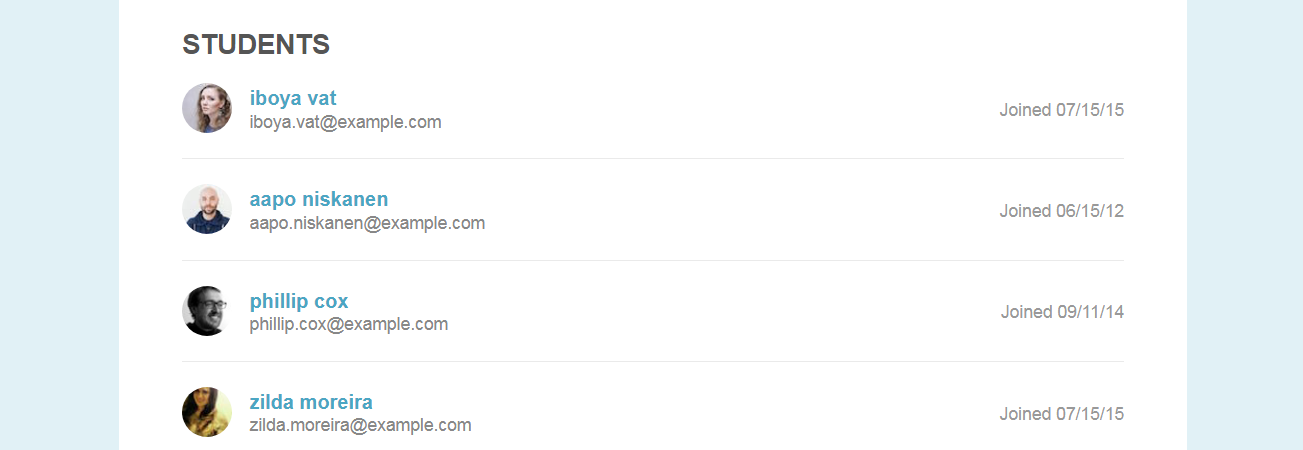 STUDENTS
iboya vat
iboya.vat@example.com
Joined 07/15/15
aapo niskanen
aapo.niskanen@example.com
Joined 06/15/12
phillip cox
phillip.cox@example.com
Joined 09/11/14
zilda moreira
zilda.moreira@example.com
Joined 07/15/15